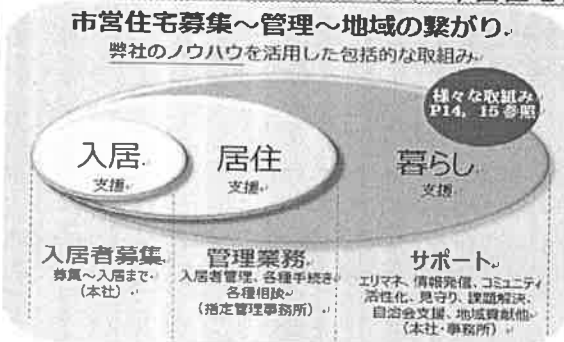 市営住宅募集～管理～地域の繋がり
弊社のノウハウを活用した包括的な取組み
様々な取組み
P14，15参照
入居
支援
居住
支援
暮らし
支援
入居者募集
募集～入居まで
（本社）
管理業務
入居者管理、各種手続き
各種相談
（指定管理事務所）
サポート
エリマネ、情報発信、コミュニティ
活性化、見守り、課題解決、
自治会支援、地域貢献他
（本社・事務所）